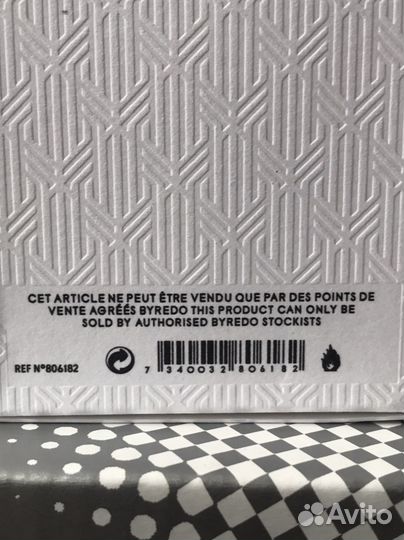 CET ARTICLE NE PEUT ÊTRE VENDU QUE PAR DES POINTS DE
VENTE AGRÉÉS BYREDO THIS PRODUCT CAN ONLY BE
SOLD BY AUTHORISED BYREDO STOCKISTS
REF Nº806182
7 340032 806182
Avito